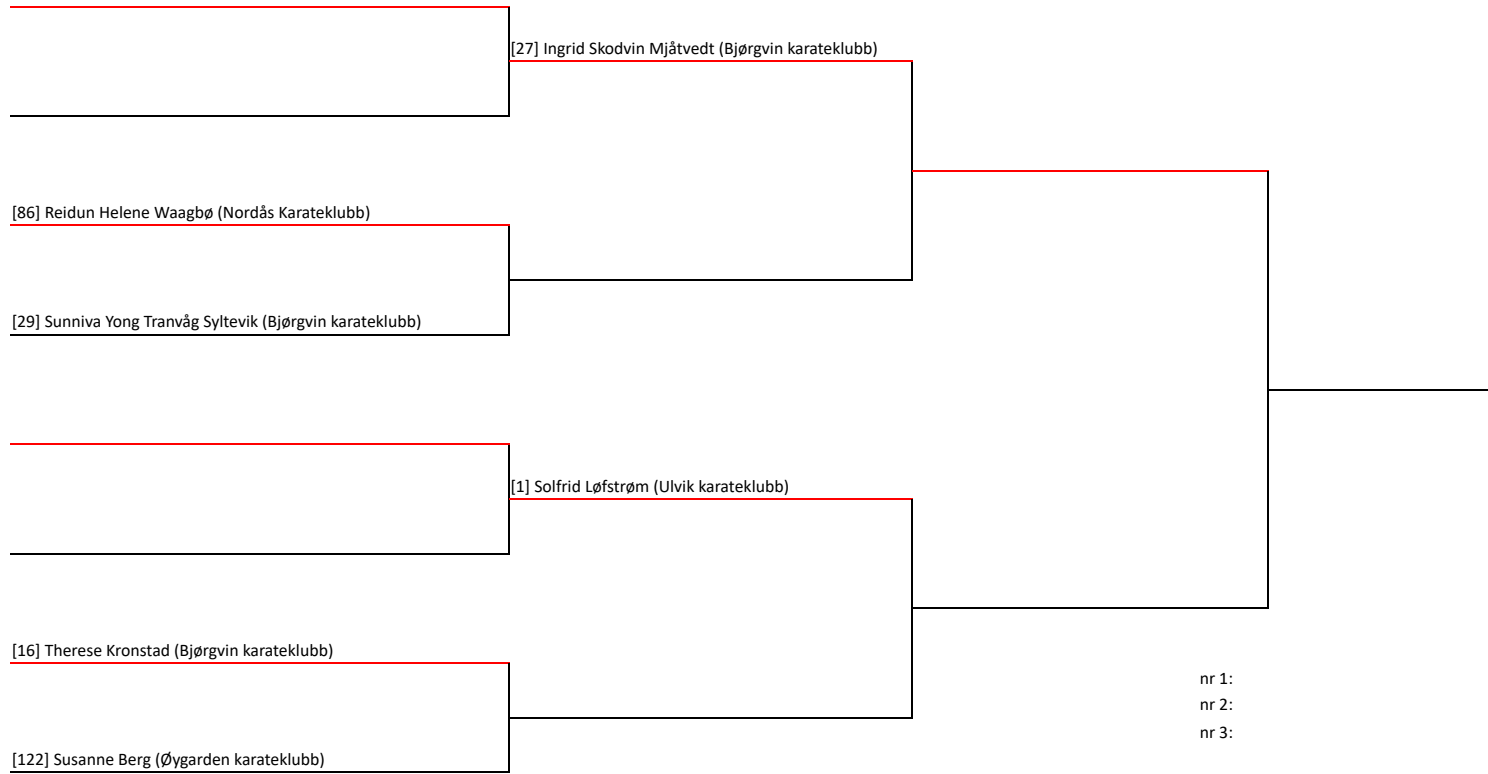 [27] Ingrid Skodvin Mjåtvedt (Bjørgvin karateklubb)
[86] Reidun Helene Waagbø (Nordås Karateklubb)
[29] Sunniva Yong Tranvåg Syltevik (Bjørgvin karateklubb)
[1] Solfrid Løfstrøm (Ulvik karateklubb)
[16] Therese Kronstad (Bjørgvin karateklubb)
[122] Susanne Berg (Øygarden karateklubb)
nr 1:
nr 2:
nr 3: